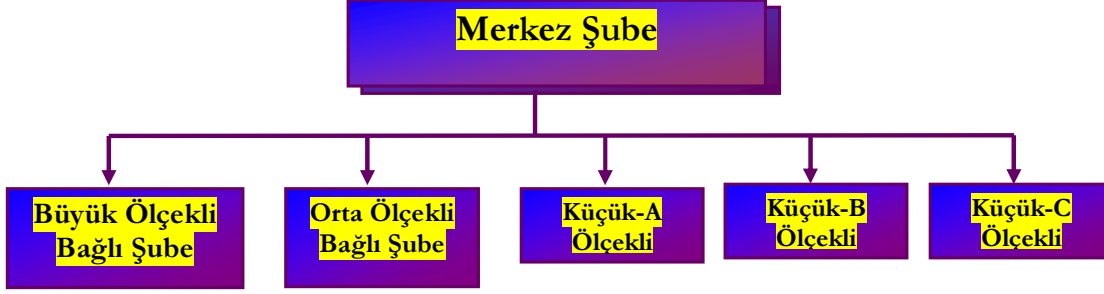 Merkez Şube
Büyük Ölçekli
Bağlı Şube
Orta Ölçekli
Bağlı Şube
Küçük-A
Ölçekli
Küçük-B
Ölçekli
Küçük-C
Ölçekli